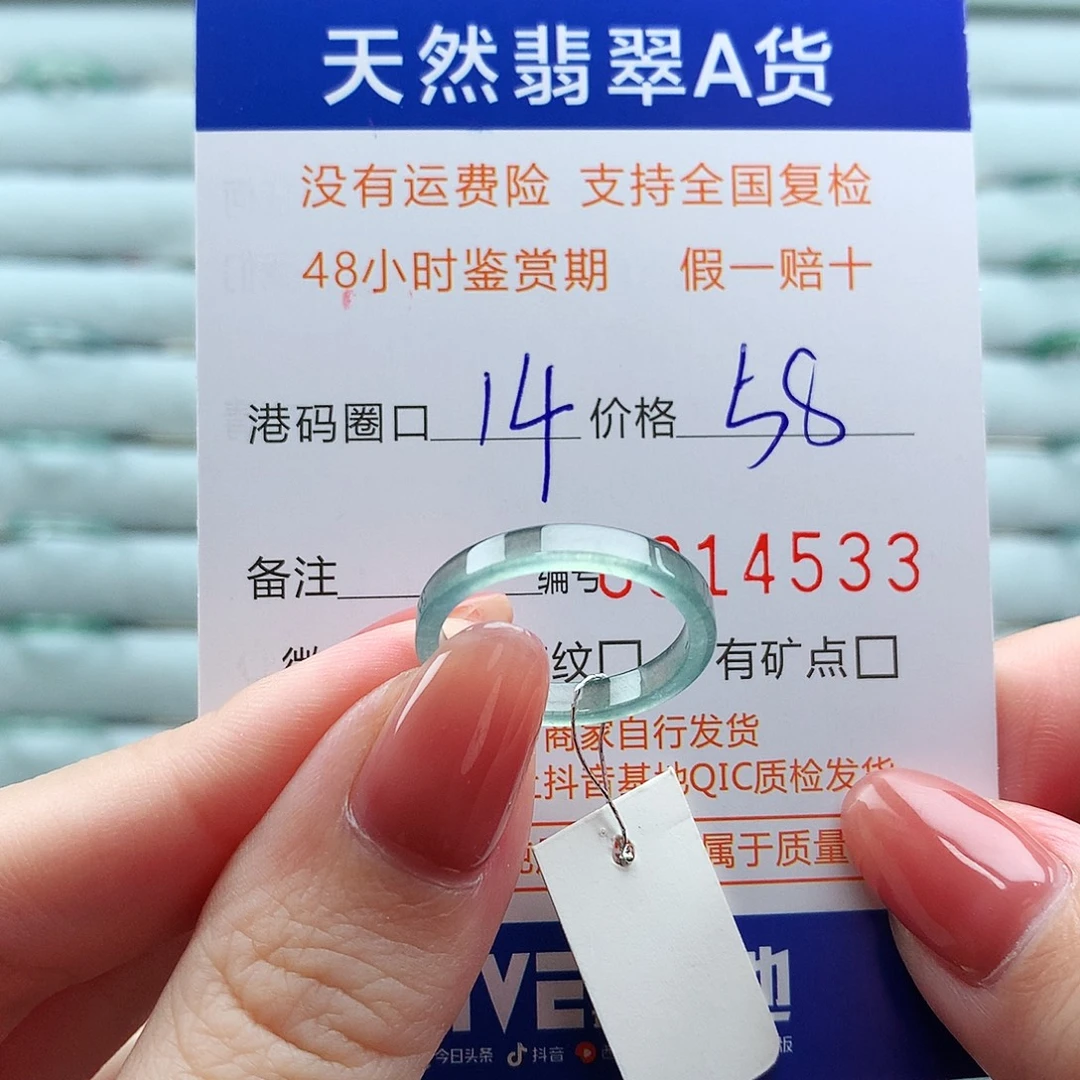 天然翡翠A货
没有运费险 支持全国复检
48小时鉴赏期 假一赔十
港码圈口 14 价格 58
备注 编号 14533
微 纹□ 有矿点□
商家自行发货
抖音基地QIC质检发货
属于质量
IVE 地
今日头条 抖音